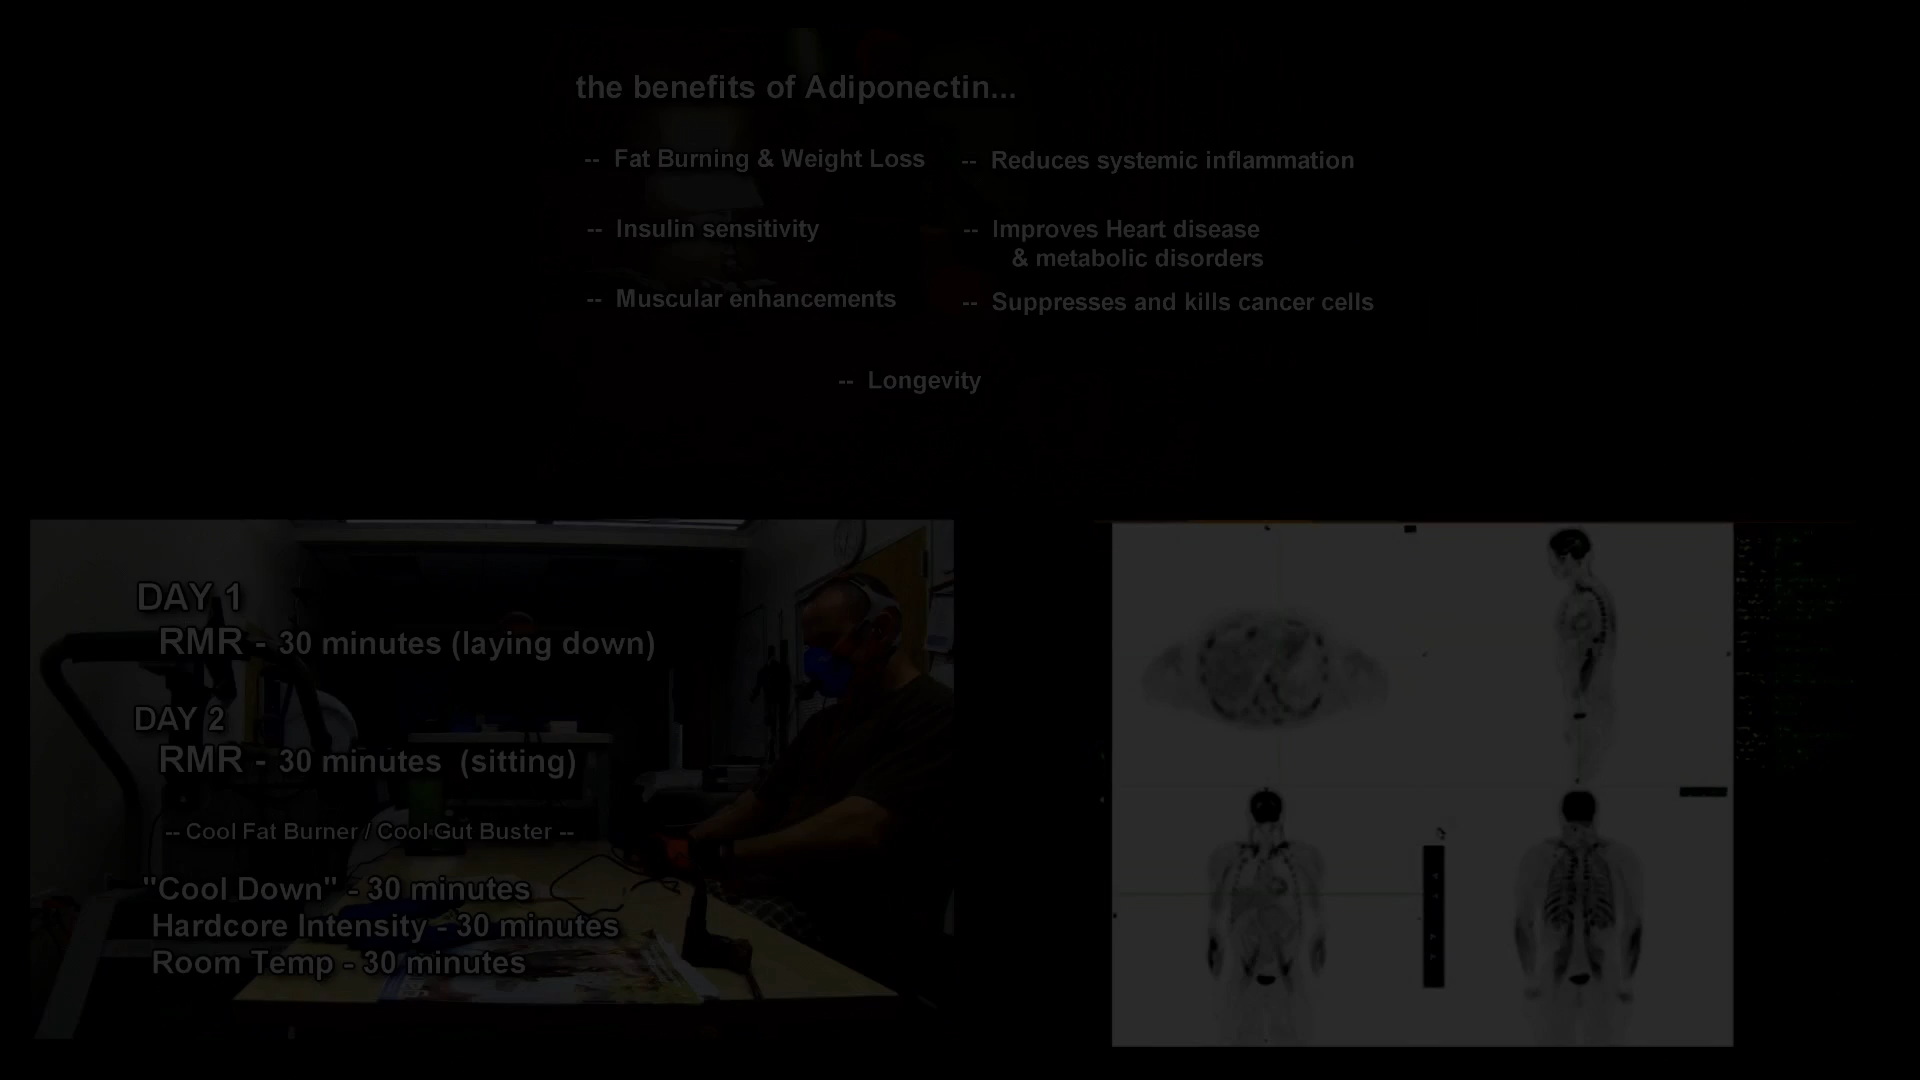 the benefits of Adiponectin...
-- Fat Burning & Weight Loss
-- Reduces systemic inflammation
-- Insulin sensitivity
-- Improves Heart disease
& metabolic disorders
-- Muscular enhancements
-- Suppresses and kills cancer cells
-- Longevity
DAY 1
RMR - 30 minutes (laying down)
DAY 2
RMR - 30 minutes (sitting)
-- Cool Fat Burner / Cool Gut Buster --
"Cool Down" - 30 minutes
Hardcore Intensity - 30 minutes
Room Temp - 30 minutes